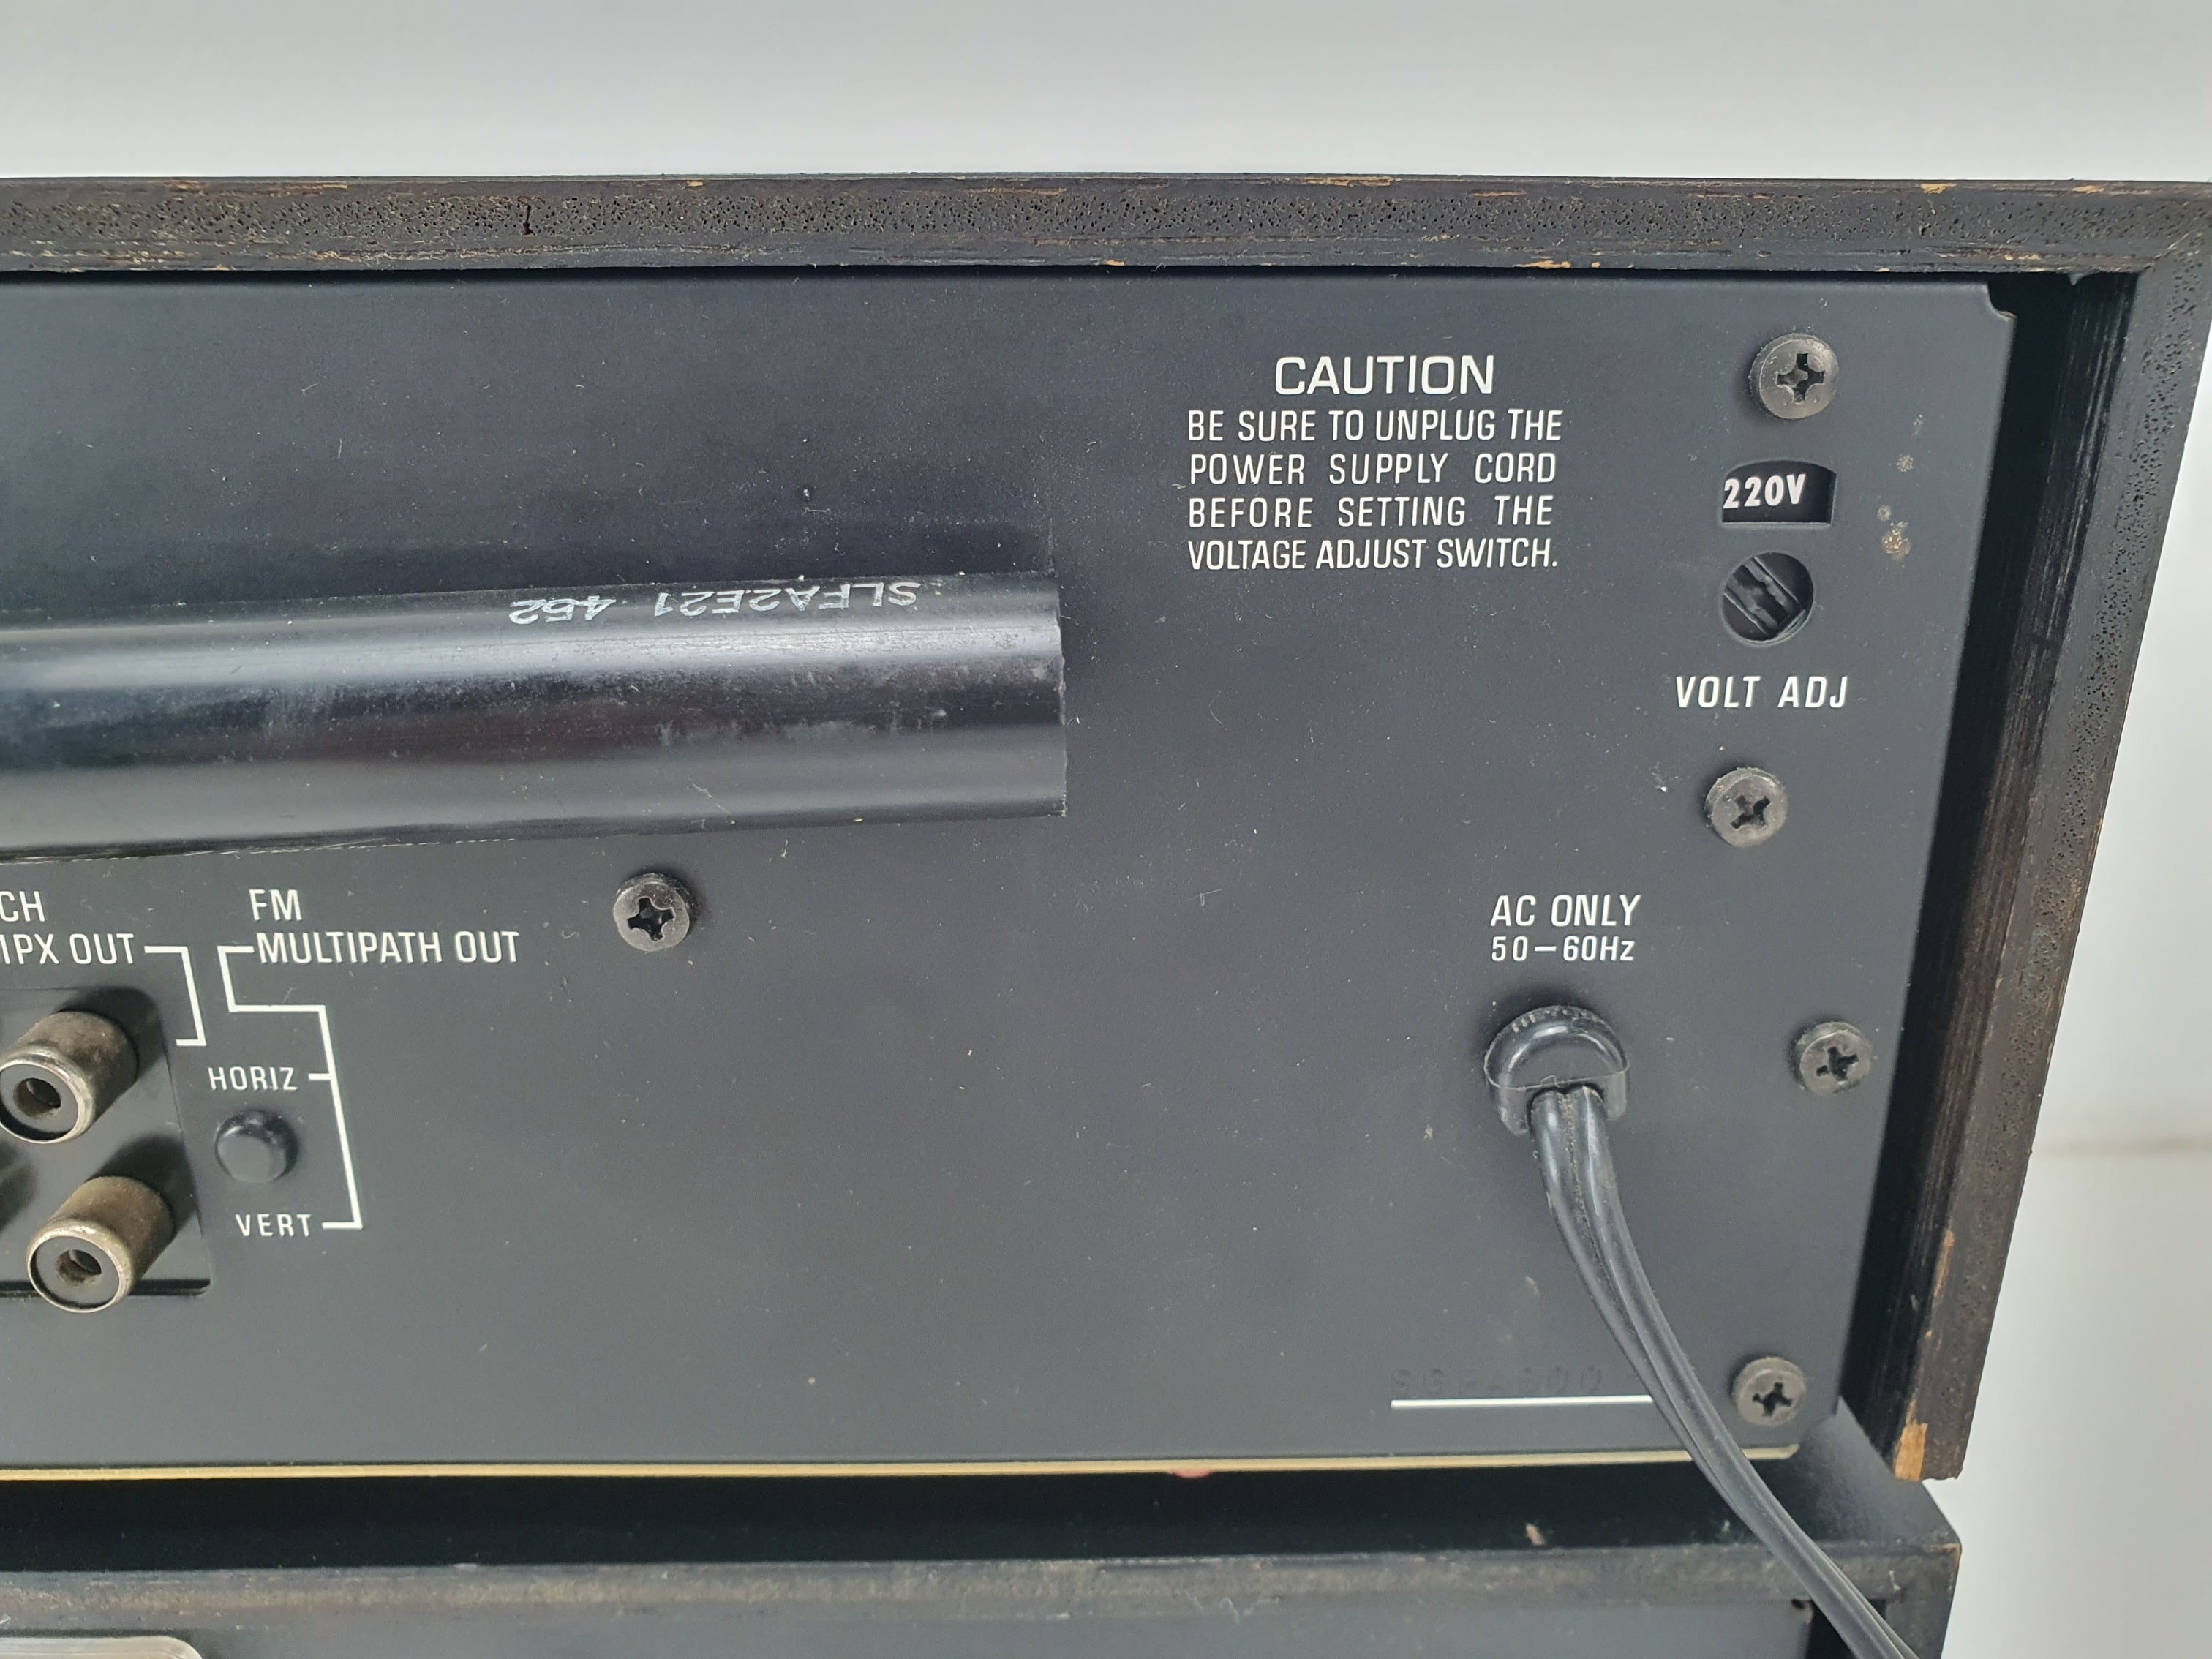 CAUTION
BE SURE TO UNPLUG THE
POWER SUPPLY CORD
BEFORE SETTING THE
VOLTAGE ADJUST SWITCH.
220V
VOLT ADJ
SLFA2E21 452
CH
MPX OUT
FM
MULTIPATH OUT
HORIZ
VERT
AC ONLY
50–60Hz